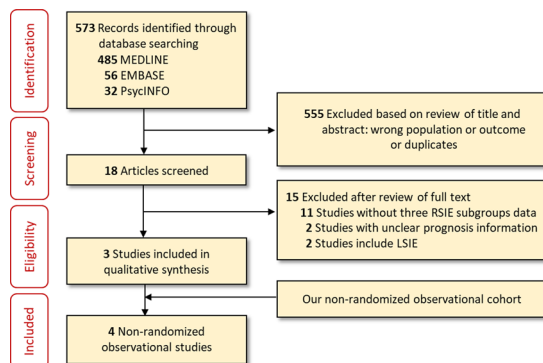 Identification
573 Records identified through
database searching
485 MEDLINE
56 EMBASE
32 PsycINFO
555 Excluded based on review of title and
abstract: wrong population or outcome
or duplicates
Screening
18 Articles screened
15 Excluded after review of full text
11 Studies without three RSIE subgroups data
2 Studies with unclear prognosis information
2 Studies include LSIE
Eligibility
3 Studies included in
qualitative synthesis
Our non-randomized observational cohort
Included
4 Non-randomized
observational studies